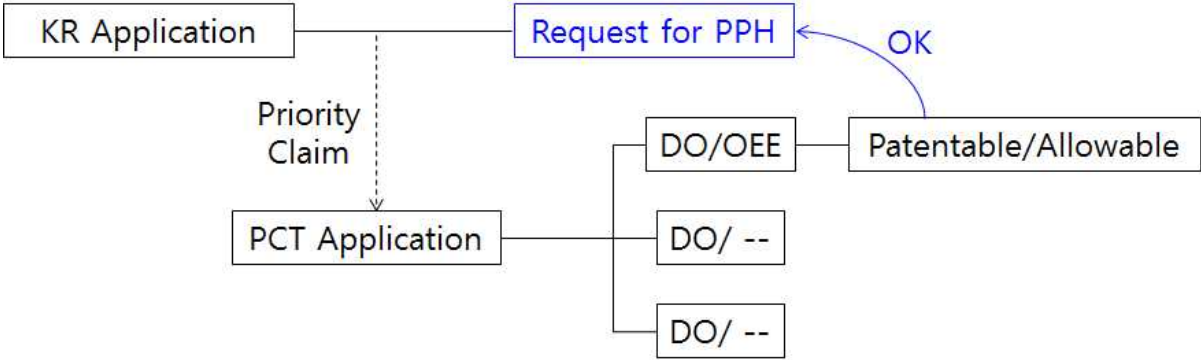 KR Application
Request for PPH
OK
Priority
Claim
DO/OEE
Patentable/Allowable
PCT Application
DO/ --
DO/ --